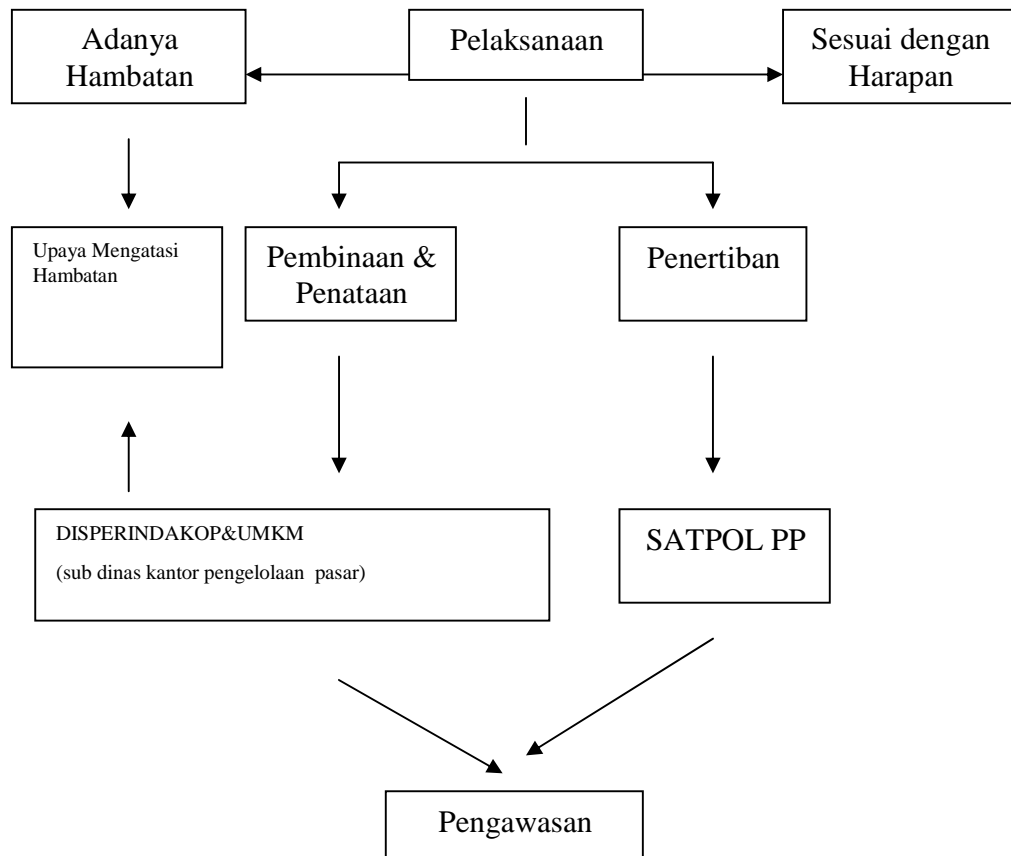 Adanya
Hambatan
Pelaksanaan
Sesuai dengan
Harapan
Upaya Mengatasi
Hambatan
Pembinaan &
Penataan
Penertiban
DISPERINDAKOP&UMKM
(sub dinas kantor pengelolaan pasar)
SATPOL PP
Pengawasan